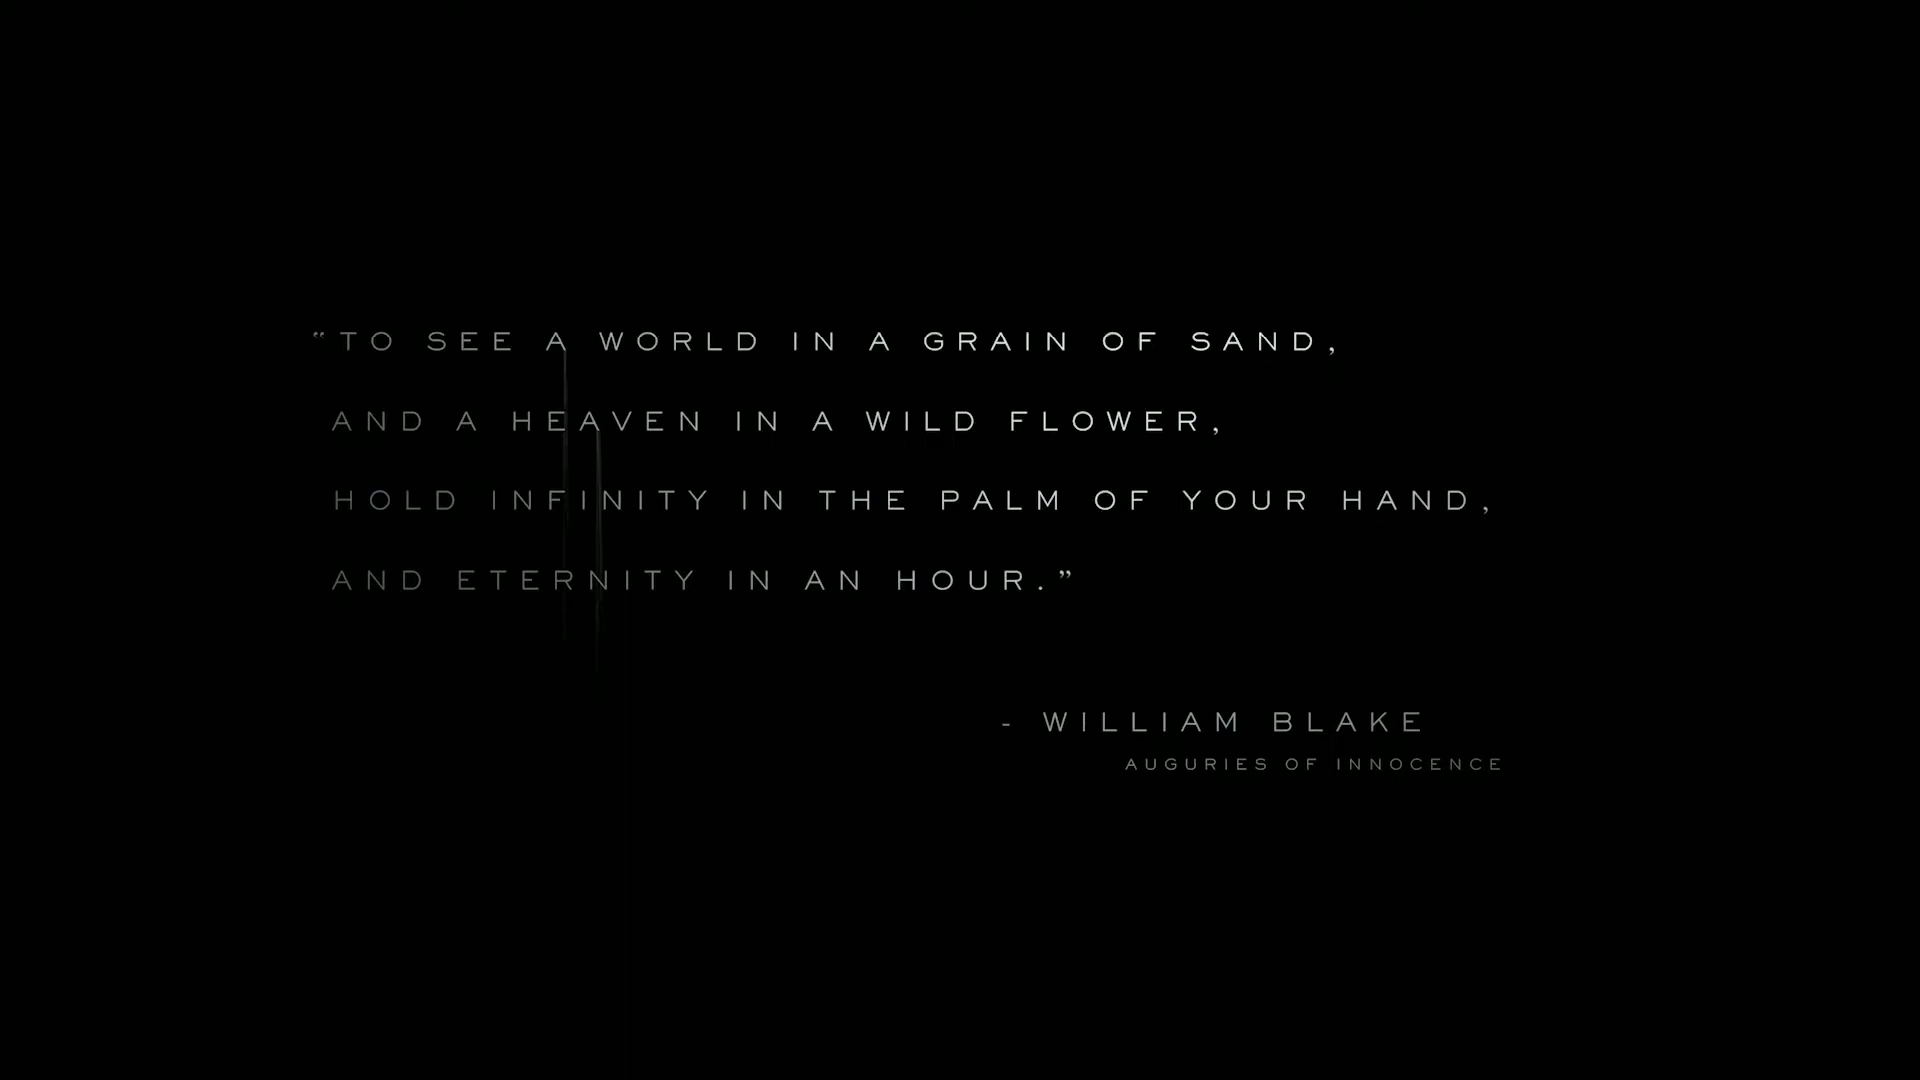 “TO SEE A WORLD IN A GRAIN OF SAND,
AND A HEAVEN IN A WILD FLOWER,
HOLD INFINITY IN THE PALM OF YOUR HAND,
AND ETERNITY IN AN HOUR.”
- WILLIAM BLAKE
AUGURIES OF INNOCENCE